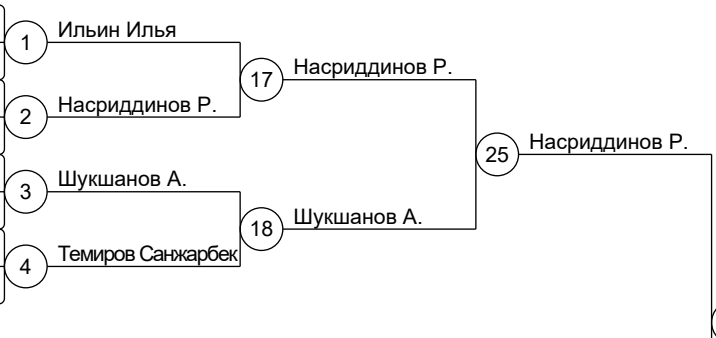 1
Ильин Илья
17
Насриддинов Р.
2
Насриддинов Р.
25
Насриддинов Р.
3
Шукшанов А.
18
Шукшанов А.
4
Темиров Санжарбек